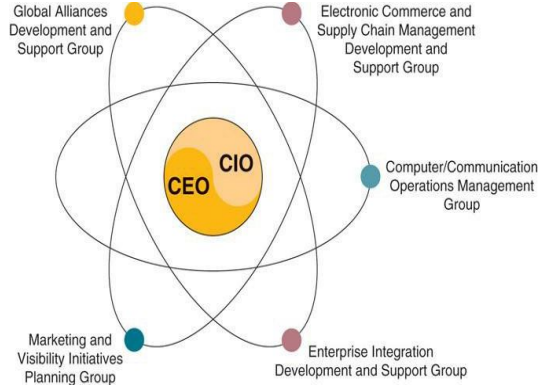 Global Alliances
Development and
Support Group
Electronic Commerce and
Supply Chain Management
Development and
Support Group
CIO
CEO
Computer/Communication
Operations Management
Group
Marketing and
Visibility Initiatives
Planning Group
Enterprise Integration
Development and Support Group